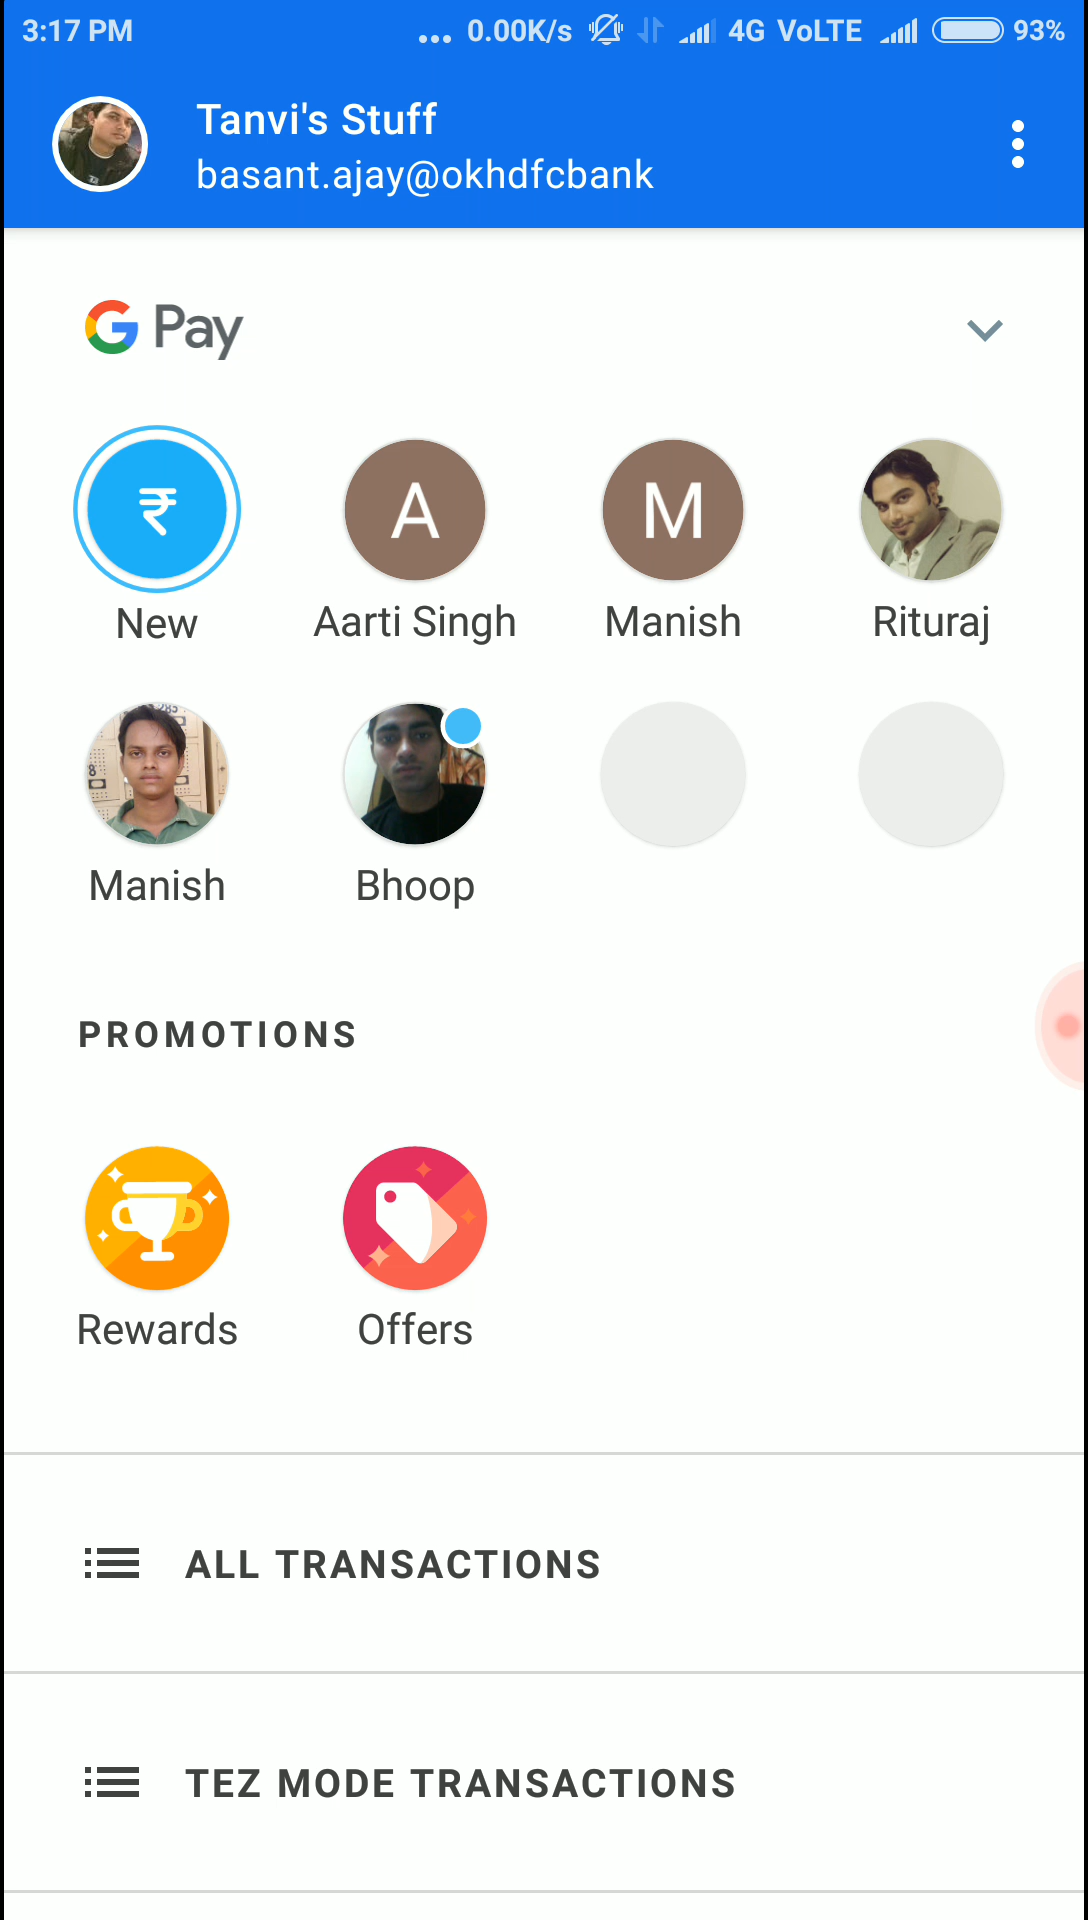 3:17 PM ... 0.00K/s 4G VoLTE 93%
Tanvi's Stuff
basant.ajay@okhdfcbank
G Pay
₹ A M
New Aarti Singh Manish Rituraj
Manish Bhoop
PROMOTIONS
Rewards Offers
ALL TRANSACTIONS
TEZ MODE TRANSACTIONS